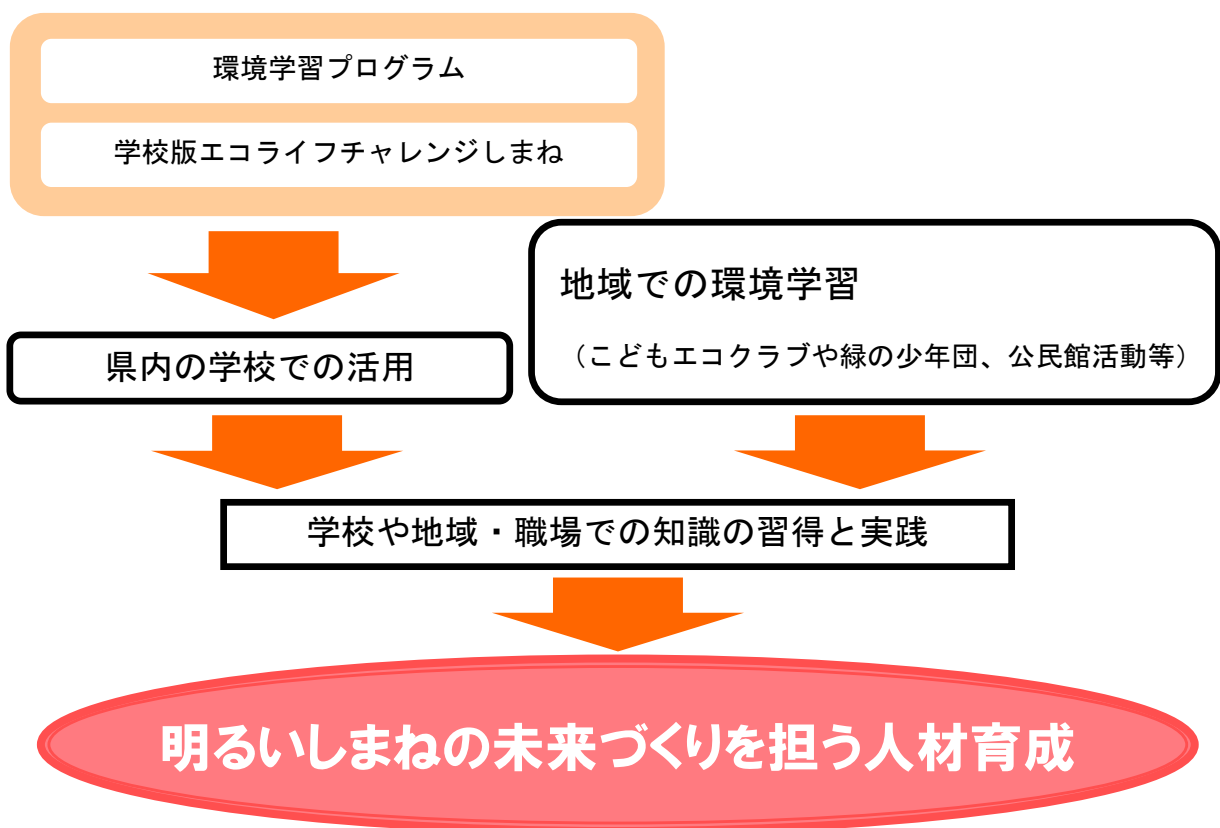 環境学習プログラム
学校版エコライフチャレンジしまね
県内の学校での活用
地域での環境学習
（こどもエコクラブや緑の少年団、公民館活動等）
学校や地域・職場での知識の習得と実践
明るいしまねの未来づくりを担う人材育成